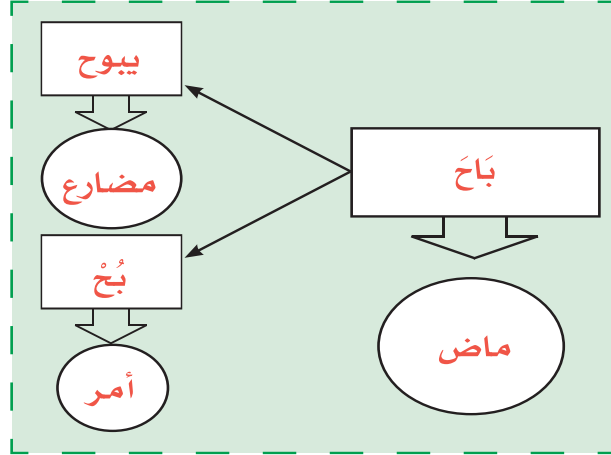 بَاحَ
ماض
يبوح
مضارع
بُحْ
أمر